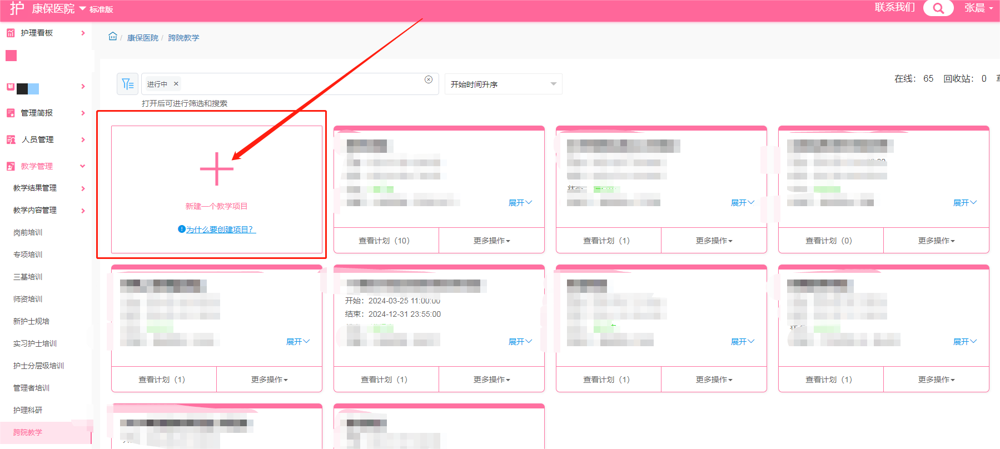 护 康保医院 标准版 联系我们 张晨
护理看板
康保医院 / 跨院教学
进行中 ×
开始时间升序
在线： 65 回收站： 0
打开后可进行筛选和搜索
管理简报
人员管理
教学管理
教学结果管理
教学内容管理
岗前培训
专项培训
三基培训
师资培训
新护士规培
实习护士培训
护士分层级培训
管理者培训
护理科研
跨院教学
新建一个教学项目
为什么要创建项目？
展开
查看计划（10） 更多操作
展开
查看计划（1） 更多操作
展开
查看计划（0） 更多操作
展开
查看计划（1） 更多操作
开始：2024-03-25 11:00:00
结束：2024-12-31 23:55:00
展开
查看计划（1） 更多操作
展开
查看计划（1） 更多操作
展开
查看计划（1） 更多操作